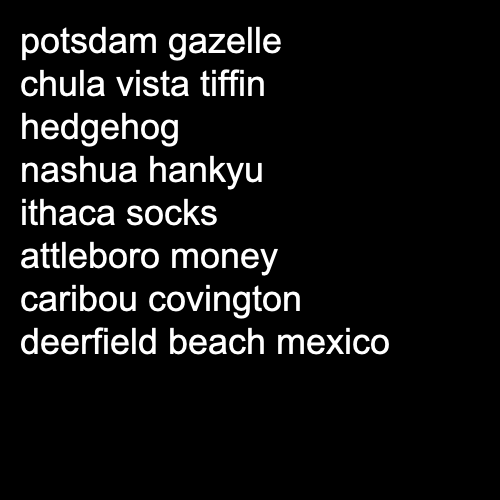 potsdam gazelle
chula vista tiffin
hedgehog
nashua hankyu
ithaca socks
attleboro money
caribou covington
deerfield beach mexico